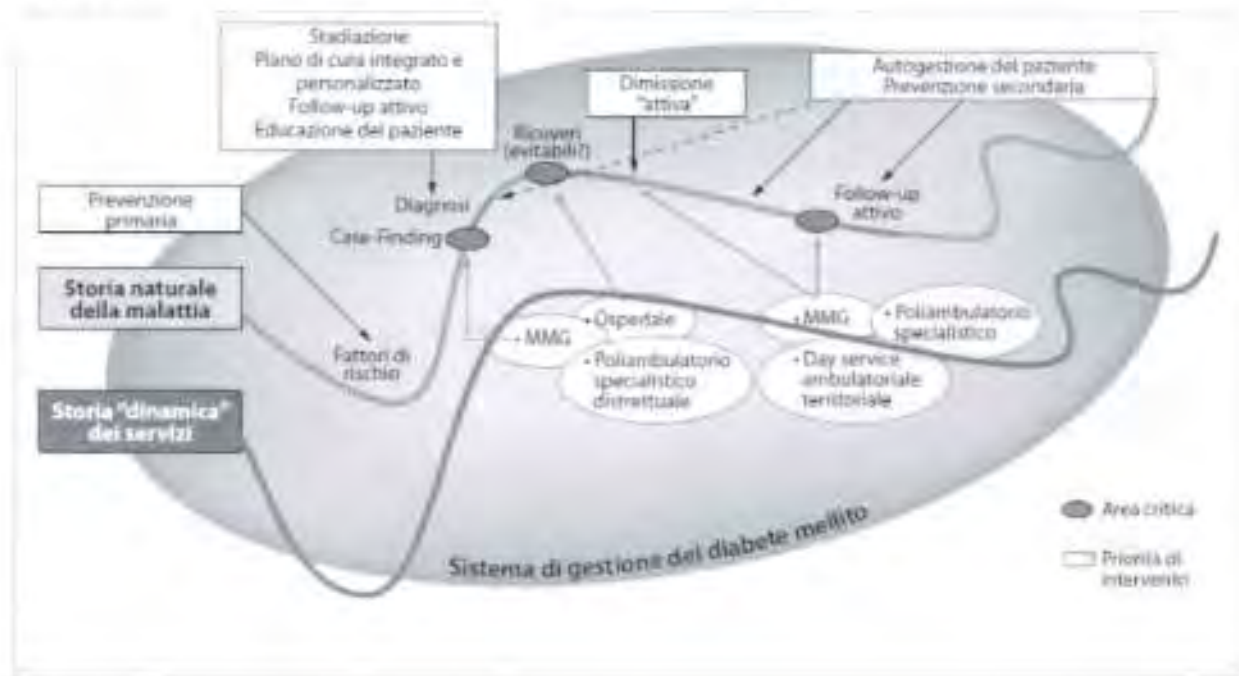 Stadiazione
Plano di cura integrato e
personalizzato
Follow-up attivo
Educazione del paziente
Dimissione
"attiva"
Autogestione del paziente
Prevenzione secondaria
Ricoveri
(evitabili?)
Prevenzione
primaria
Diagnosi
Case-Finding
Follow-up
attivo
Storia naturale
della malattia
Fattori di
rischio
• MMG
• Ospedale
• Poliambulatorio
specialistico
distrettuale
• MMG
• Poliambulatorio
specialistico
• Day service
ambulatoriale
territoriale
Storia "dinamica"
dei servizi
Sistema di gestione del diabete mellito
Area critica
Priorità di
interventi